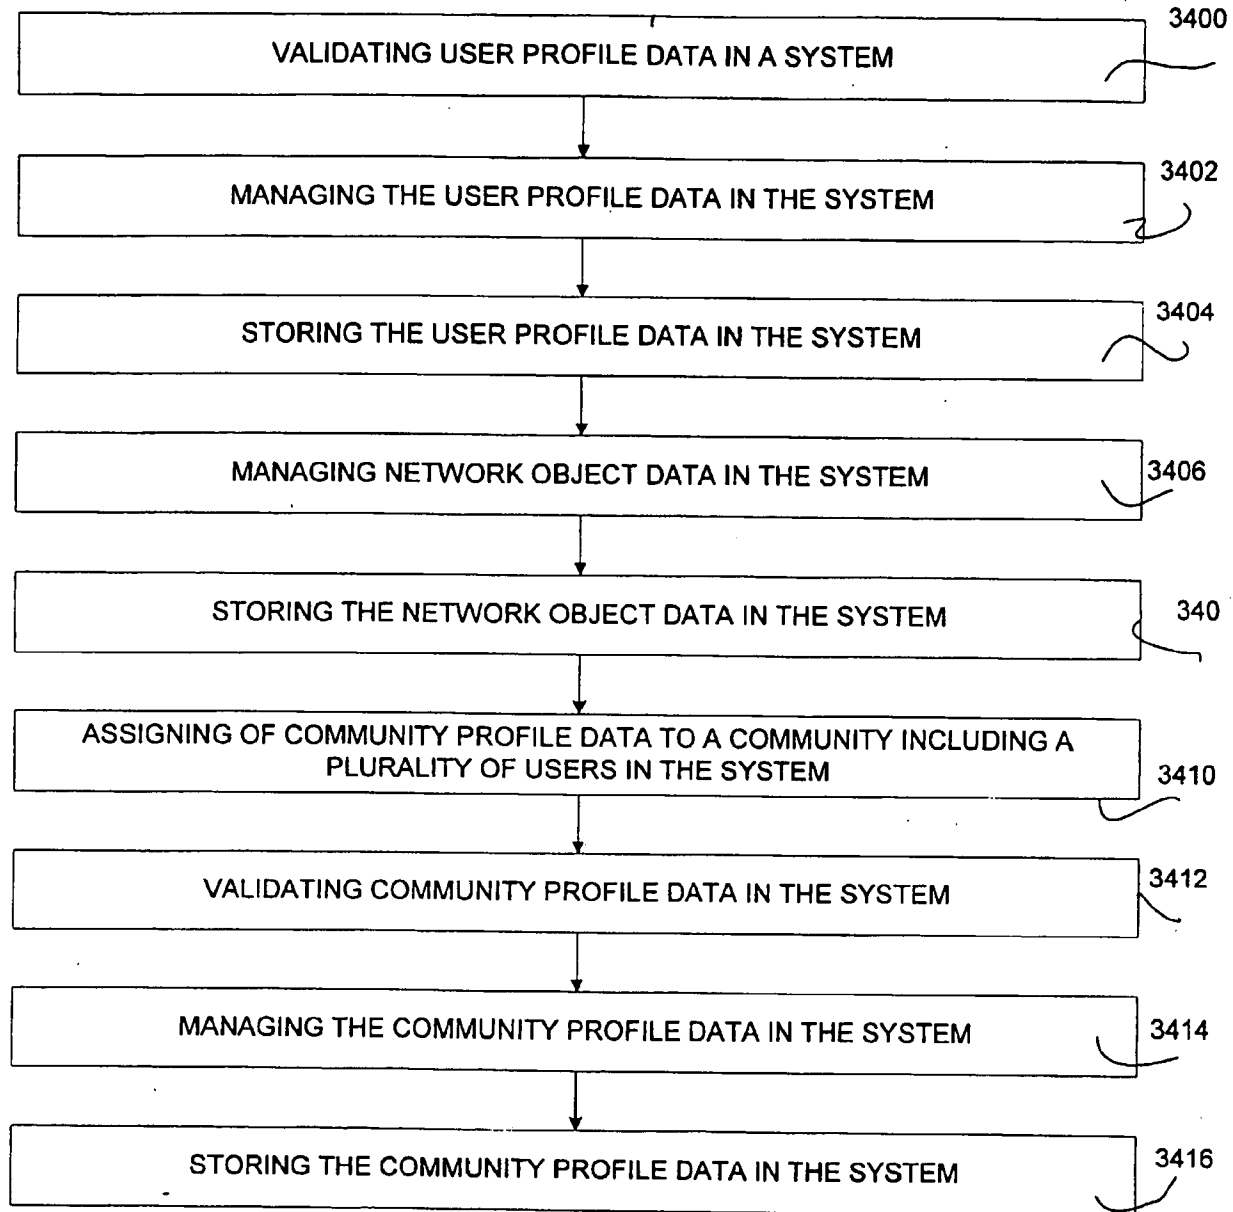 3400
VALIDATING USER PROFILE DATA IN A SYSTEM
3402
MANAGING THE USER PROFILE DATA IN THE SYSTEM
3404
STORING THE USER PROFILE DATA IN THE SYSTEM
3406
MANAGING NETWORK OBJECT DATA IN THE SYSTEM
340
STORING THE NETWORK OBJECT DATA IN THE SYSTEM
ASSIGNING OF COMMUNITY PROFILE DATA TO A COMMUNITY INCLUDING A
PLURALITY OF USERS IN THE SYSTEM
3410
3412
VALIDATING COMMUNITY PROFILE DATA IN THE SYSTEM
3414
MANAGING THE COMMUNITY PROFILE DATA IN THE SYSTEM
3416
STORING THE COMMUNITY PROFILE DATA IN THE SYSTEM